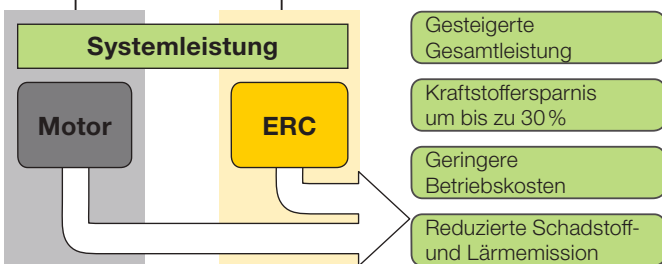 Systemleistung
Motor
ERC
Gesteigerte
Gesamtleistung
Kraftstoffersparnis
um bis zu 30 %
Geringere
Betriebskosten
Reduzierte Schadstoff-
und Lärmemission